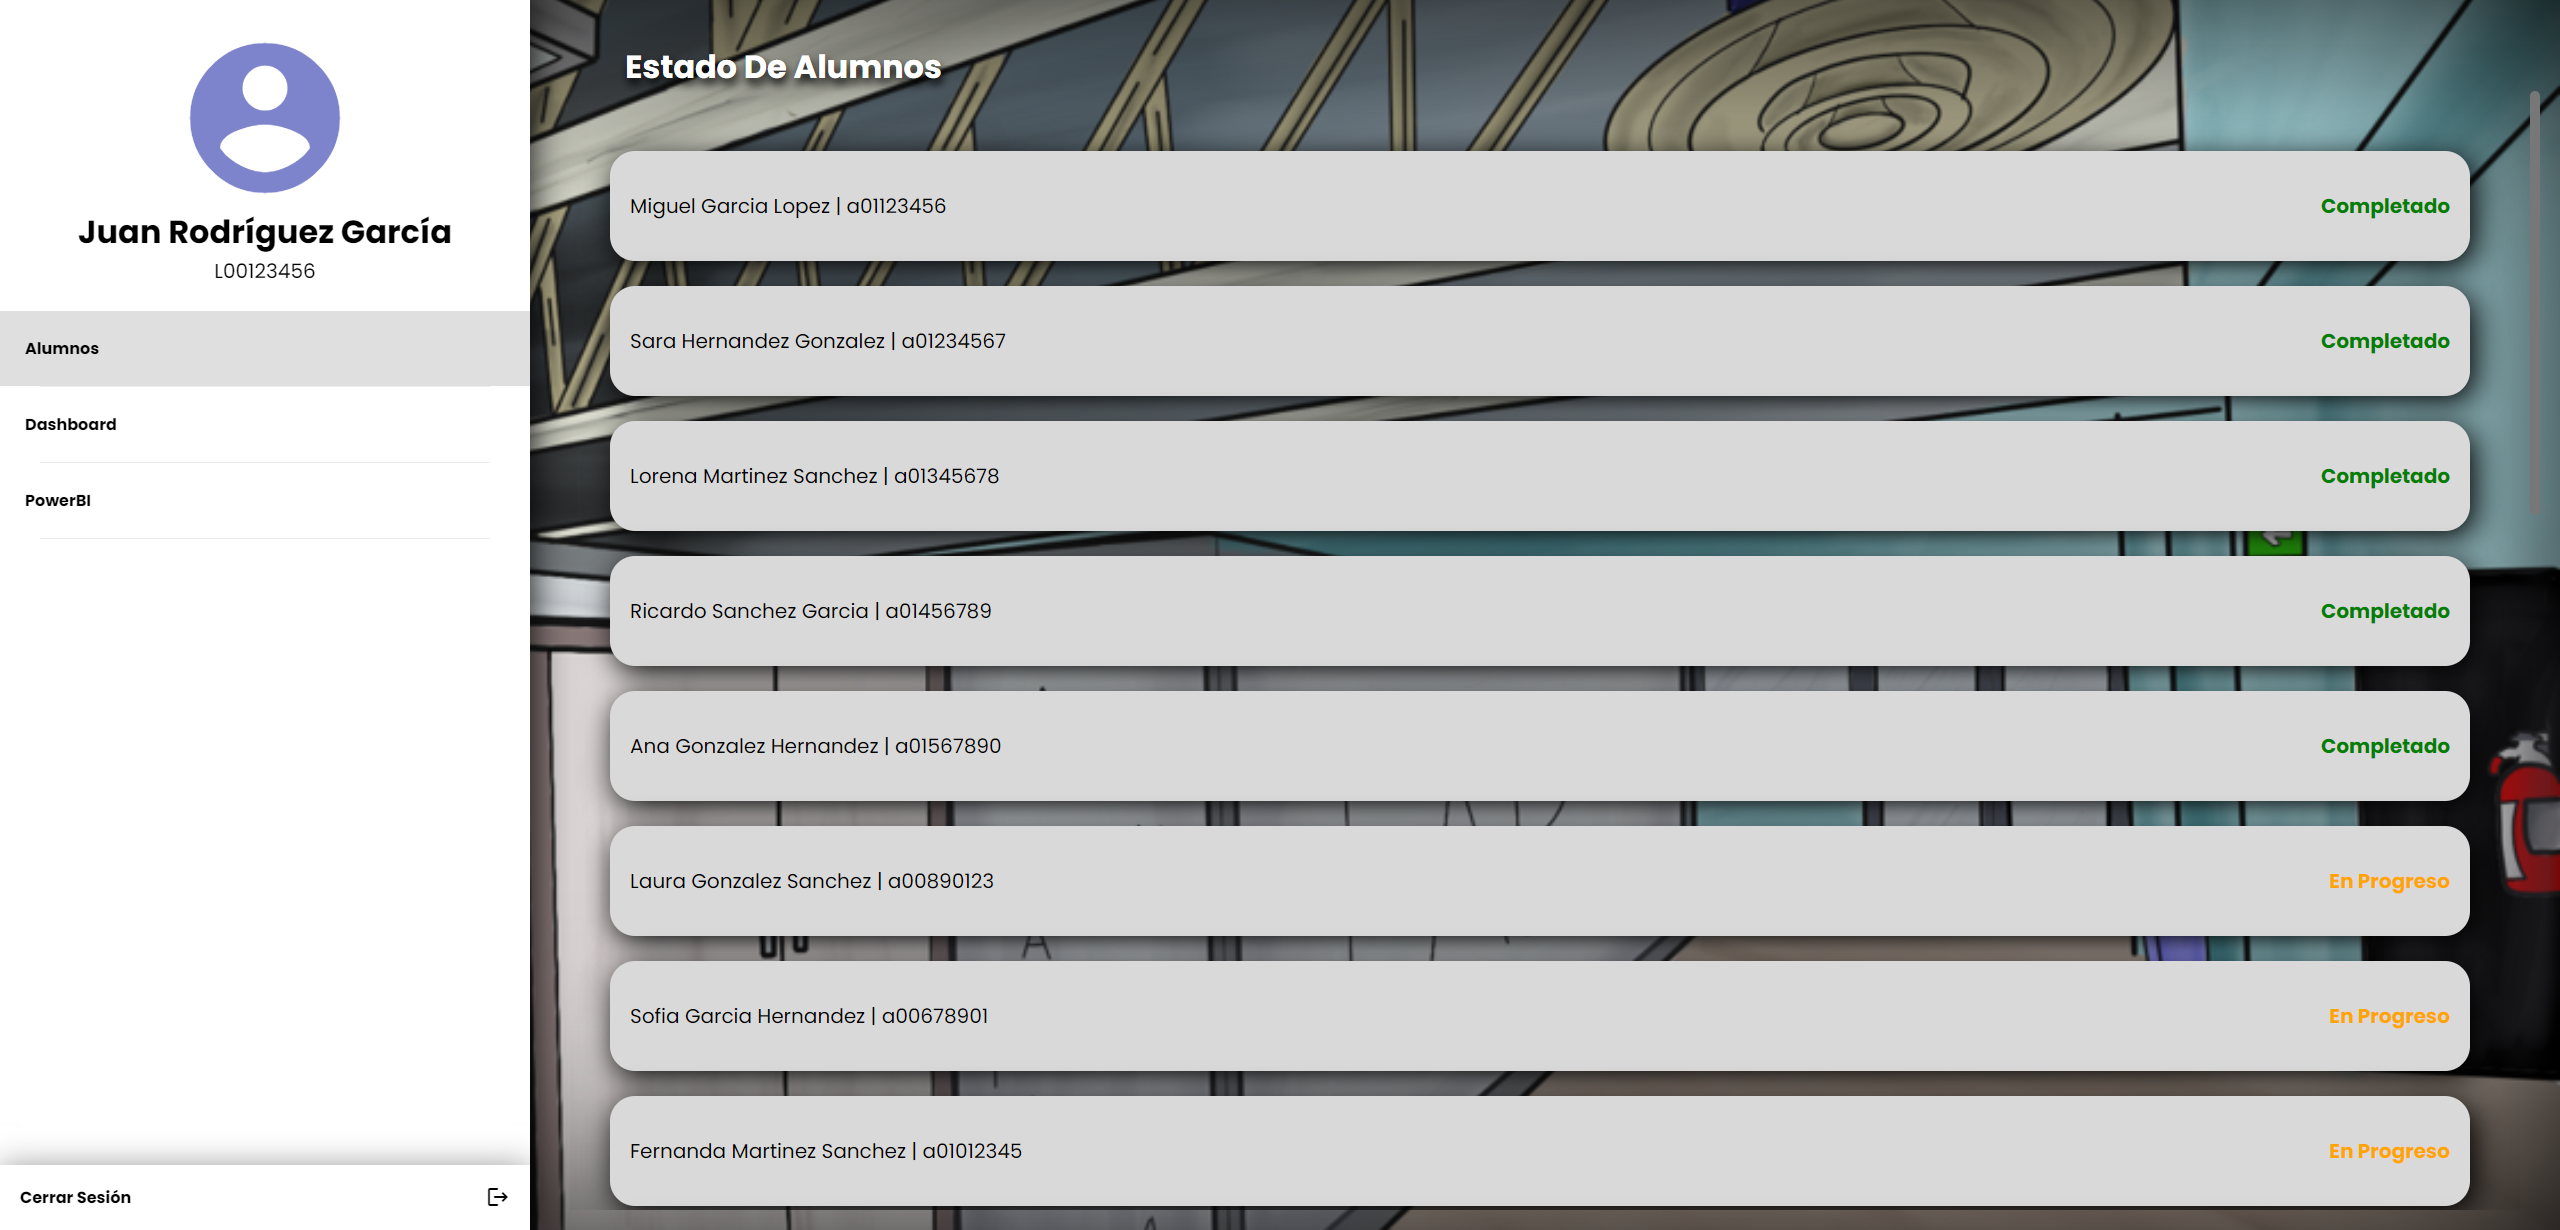 Juan Rodríguez García
L00123456
Alumnos
Dashboard
PowerBI
Cerrar Sesión
Estado De Alumnos
Miguel Garcia Lopez | a01123456 Completado
Sara Hernandez Gonzalez | a01234567 Completado
Lorena Martinez Sanchez | a01345678 Completado
Ricardo Sanchez Garcia | a01456789 Completado
Ana Gonzalez Hernandez | a01567890 Completado
Laura Gonzalez Sanchez | a00890123 En Progreso
Sofia Garcia Hernandez | a00678901 En Progreso
Fernanda Martinez Sanchez | a01012345 En Progreso